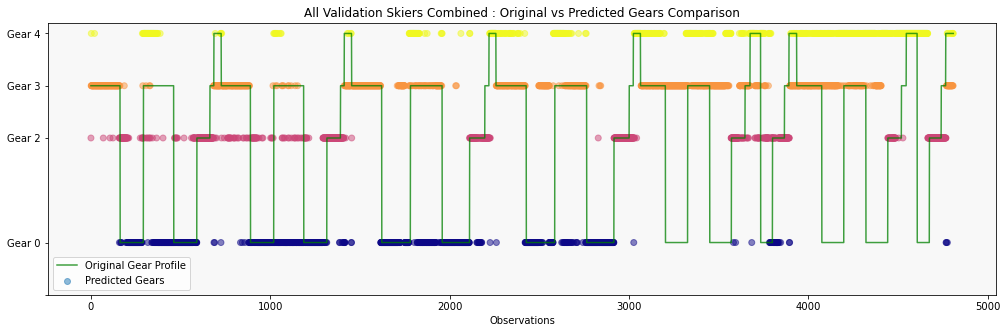 All Validation Skiers Combined : Original vs Predicted Gears Comparison
Gear 4
Gear 3
Gear 2
Gear 0
Original Gear Profile
Predicted Gears
0 1000 2000 3000 4000 5000
Observations